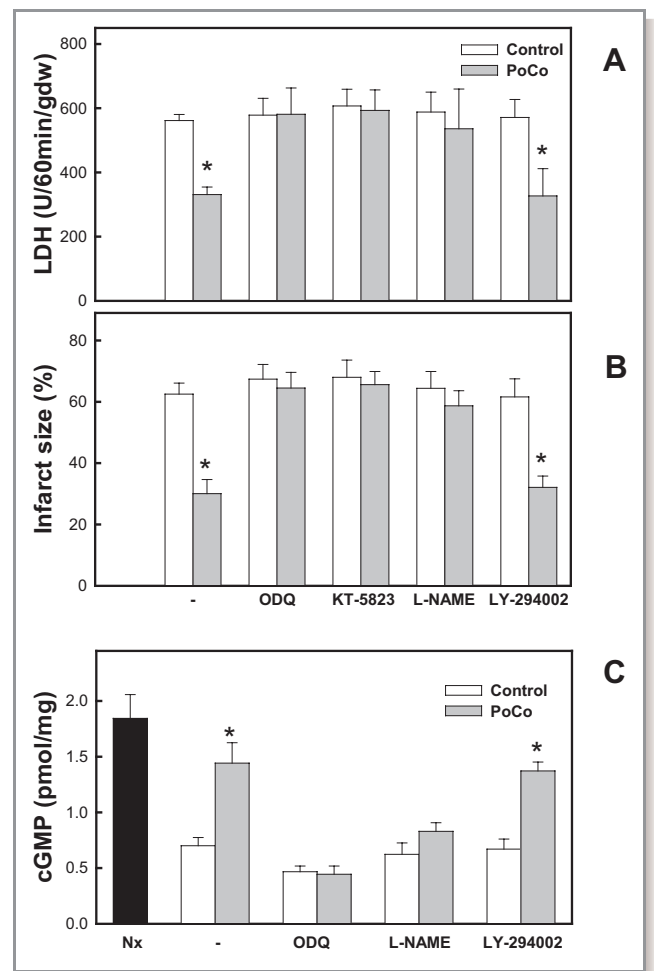 A
LDH (U/60min/gdw)
800
600
400
200
0
Control
PoCo
*
*
B
Infarct size (%)
80
60
40
20
0
*
*
- ODQ KT-5823 L-NAME LY-294002
C
cGMP (pmol/mg)
2.0
1.5
1.0
0.5
0.0
Control
PoCo
*
*
Nx - ODQ L-NAME LY-294002